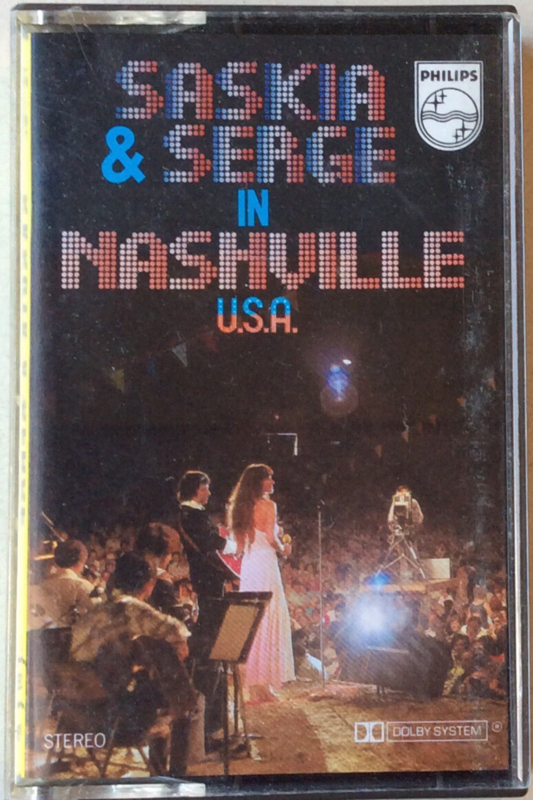 SASKIA
& SERGE
IN
NASHVILLE
U.S.A.
PHILIPS
STEREO
DOLBY SYSTEM ®